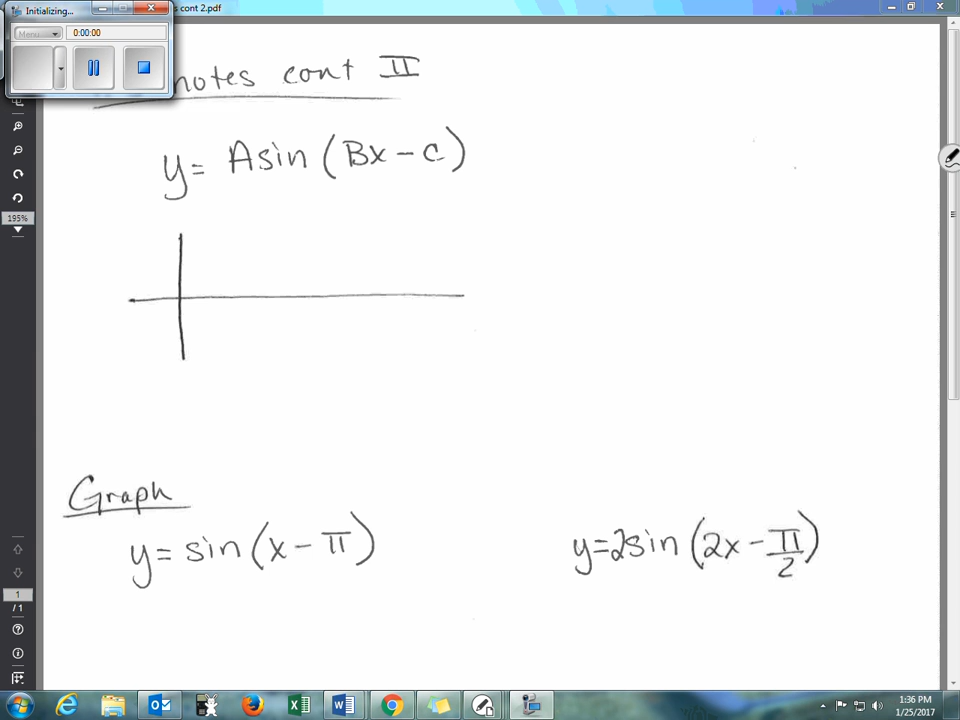 Initializing...
s cont 2.pdf
Menu
0:00:00
notes cont II
y= Asin (Bx - c)
195%
Graph
y= sin (x - π)
y=2sin (2x - π/2)
1
/ 1
1:36 PM
1/25/2017